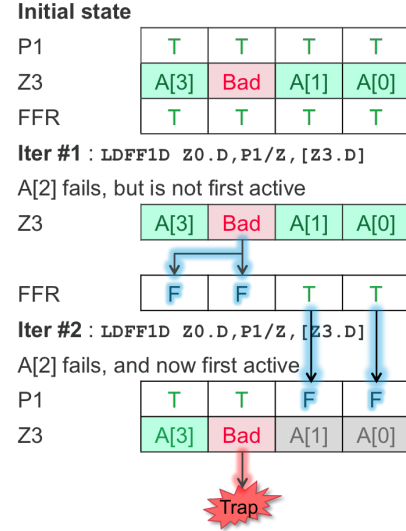 Initial state
P1 T T T T
Z3 A[3] Bad A[1] A[0]
FFR T T T T
Iter #1 : LDFF1D Z0.D,P1/Z,[Z3.D]
A[2] fails, but is not first active
Z3 A[3] Bad A[1] A[0]
FFR F F T T
Iter #2 : LDFF1D Z0.D,P1/Z,[Z3.D]
A[2] fails, and now first active
P1 T T F F
Z3 A[3] Bad A[1] A[0]
Trap